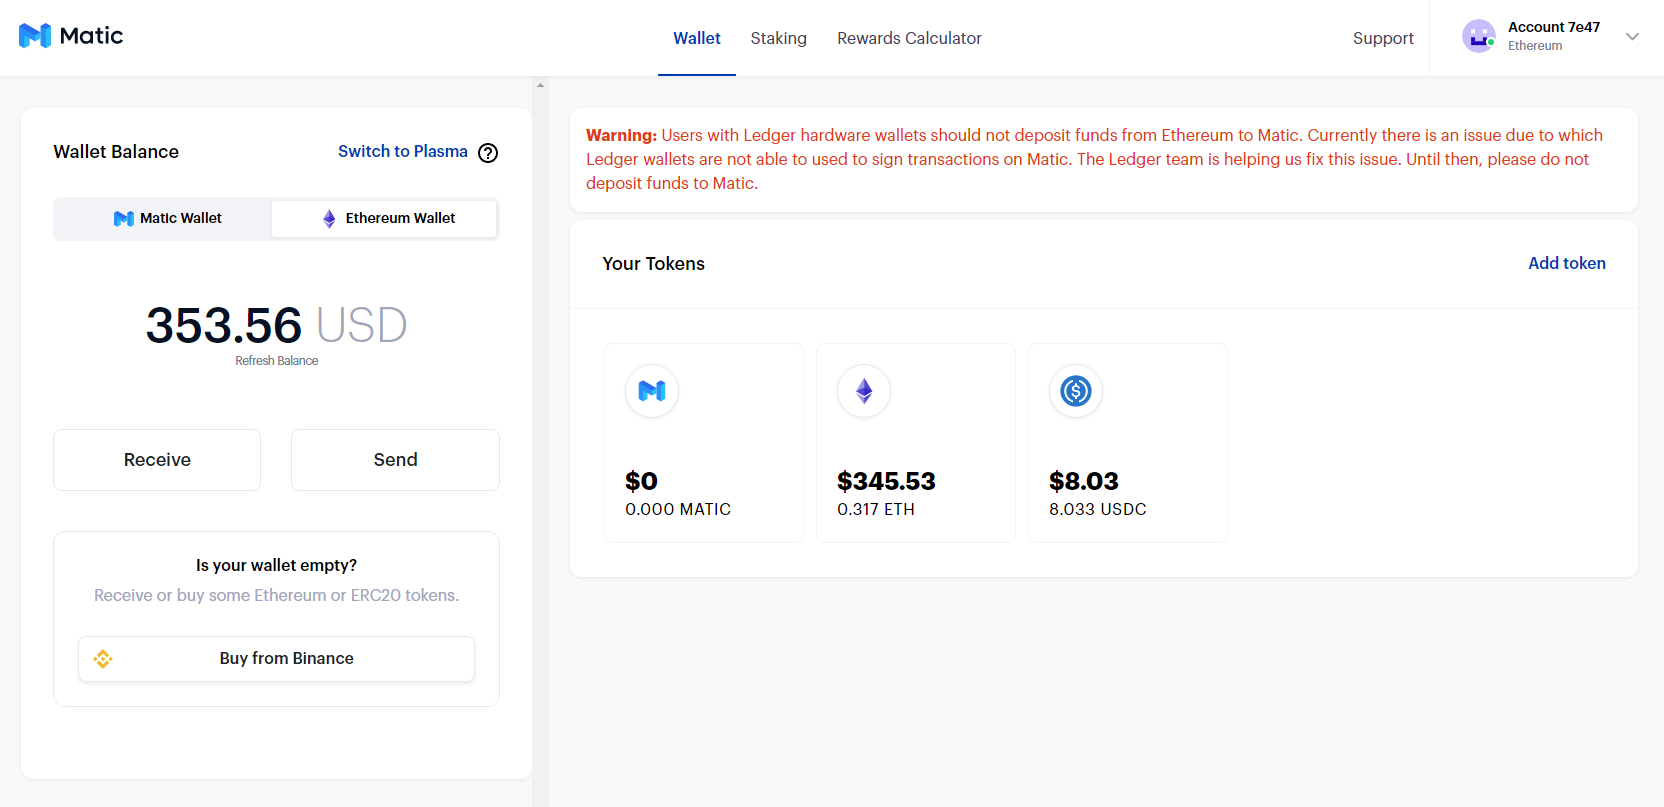 Matic
Wallet
Staking
Rewards Calculator
Support
Account 7e47
Ethereum
Wallet Balance
Switch to Plasma ?
Matic Wallet
Ethereum Wallet
353.56 USD
Refresh Balance
Receive
Send
Is your wallet empty?
Receive or buy some Ethereum or ERC20 tokens.
Buy from Binance
Warning: Users with Ledger hardware wallets should not deposit funds from Ethereum to Matic. Currently there is an issue due to which
Ledger wallets are not able to used to sign transactions on Matic. The Ledger team is helping us fix this issue. Until then, please do not
deposit funds to Matic.
Your Tokens
Add token
$0
0.000 MATIC
$345.53
0.317 ETH
$
$8.03
8.033 USDC